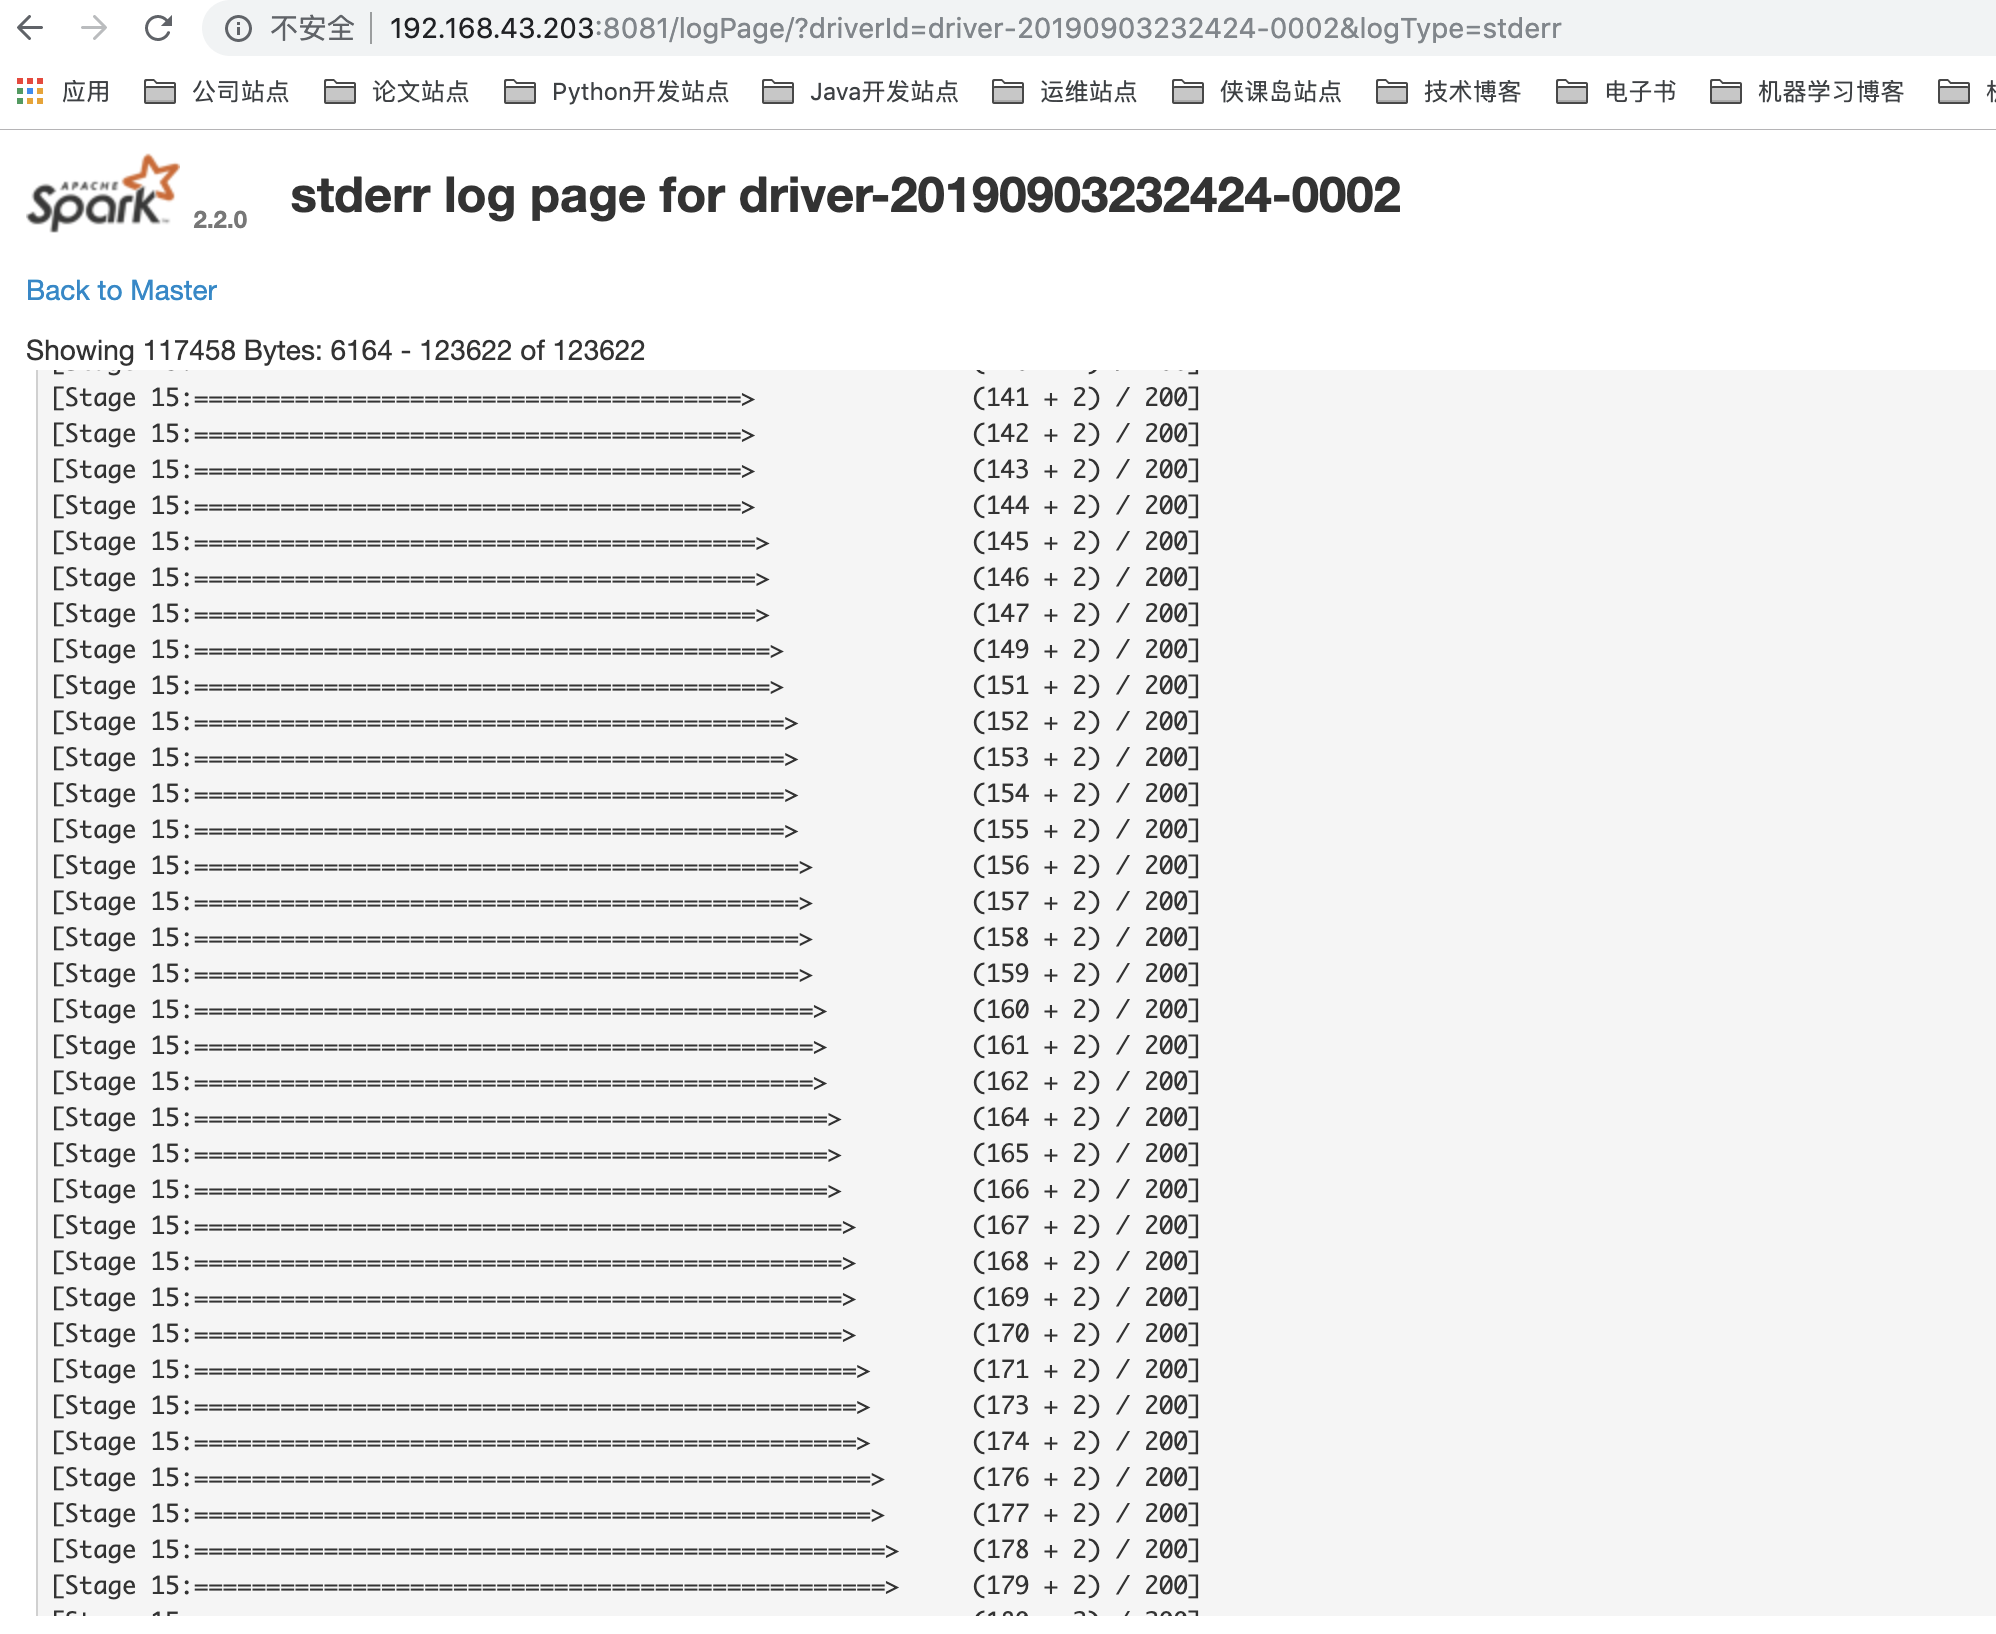 不安全 192.168.43.203:8081/logPage/?driverId=driver-20190903232424-0002&logType=stderr
应用 公司站点 论文站点 Python开发站点 Java开发站点 运维站点 侠课岛站点 技术博客 电子书 机器学习博客
APACHE Spark™ 2.2.0 stderr log page for driver-20190903232424-0002
Back to Master
Showing 117458 Bytes: 6164 - 123622 of 123622
[Stage 15:======================================> (141 + 2) / 200]
[Stage 15:======================================> (142 + 2) / 200]
[Stage 15:======================================> (143 + 2) / 200]
[Stage 15:======================================> (144 + 2) / 200]
[Stage 15:=======================================> (145 + 2) / 200]
[Stage 15:=======================================> (146 + 2) / 200]
[Stage 15:=======================================> (147 + 2) / 200]
[Stage 15:========================================> (149 + 2) / 200]
[Stage 15:========================================> (151 + 2) / 200]
[Stage 15:=========================================> (152 + 2) / 200]
[Stage 15:=========================================> (153 + 2) / 200]
[Stage 15:=========================================> (154 + 2) / 200]
[Stage 15:=========================================> (155 + 2) / 200]
[Stage 15:==========================================> (156 + 2) / 200]
[Stage 15:==========================================> (157 + 2) / 200]
[Stage 15:==========================================> (158 + 2) / 200]
[Stage 15:==========================================> (159 + 2) / 200]
[Stage 15:===========================================> (160 + 2) / 200]
[Stage 15:===========================================> (161 + 2) / 200]
[Stage 15:===========================================> (162 + 2) / 200]
[Stage 15:============================================> (164 + 2) / 200]
[Stage 15:============================================> (165 + 2) / 200]
[Stage 15:============================================> (166 + 2) / 200]
[Stage 15:=============================================> (167 + 2) / 200]
[Stage 15:=============================================> (168 + 2) / 200]
[Stage 15:=============================================> (169 + 2) / 200]
[Stage 15:=============================================> (170 + 2) / 200]
[Stage 15:==============================================> (171 + 2) / 200]
[Stage 15:==============================================> (173 + 2) / 200]
[Stage 15:==============================================> (174 + 2) / 200]
[Stage 15:===============================================> (176 + 2) / 200]
[Stage 15:===============================================> (177 + 2) / 200]
[Stage 15:================================================> (178 + 2) / 200]
[Stage 15:================================================> (179 + 2) / 200]